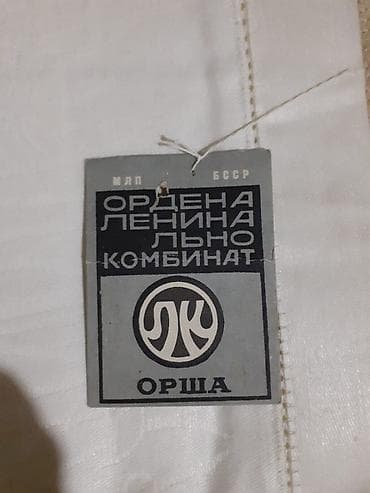 МЛП БССР
ОРДЕНА
ЛЕНИНА
ЛЬНО
КОМБИНАТ
ЛК
ОРША